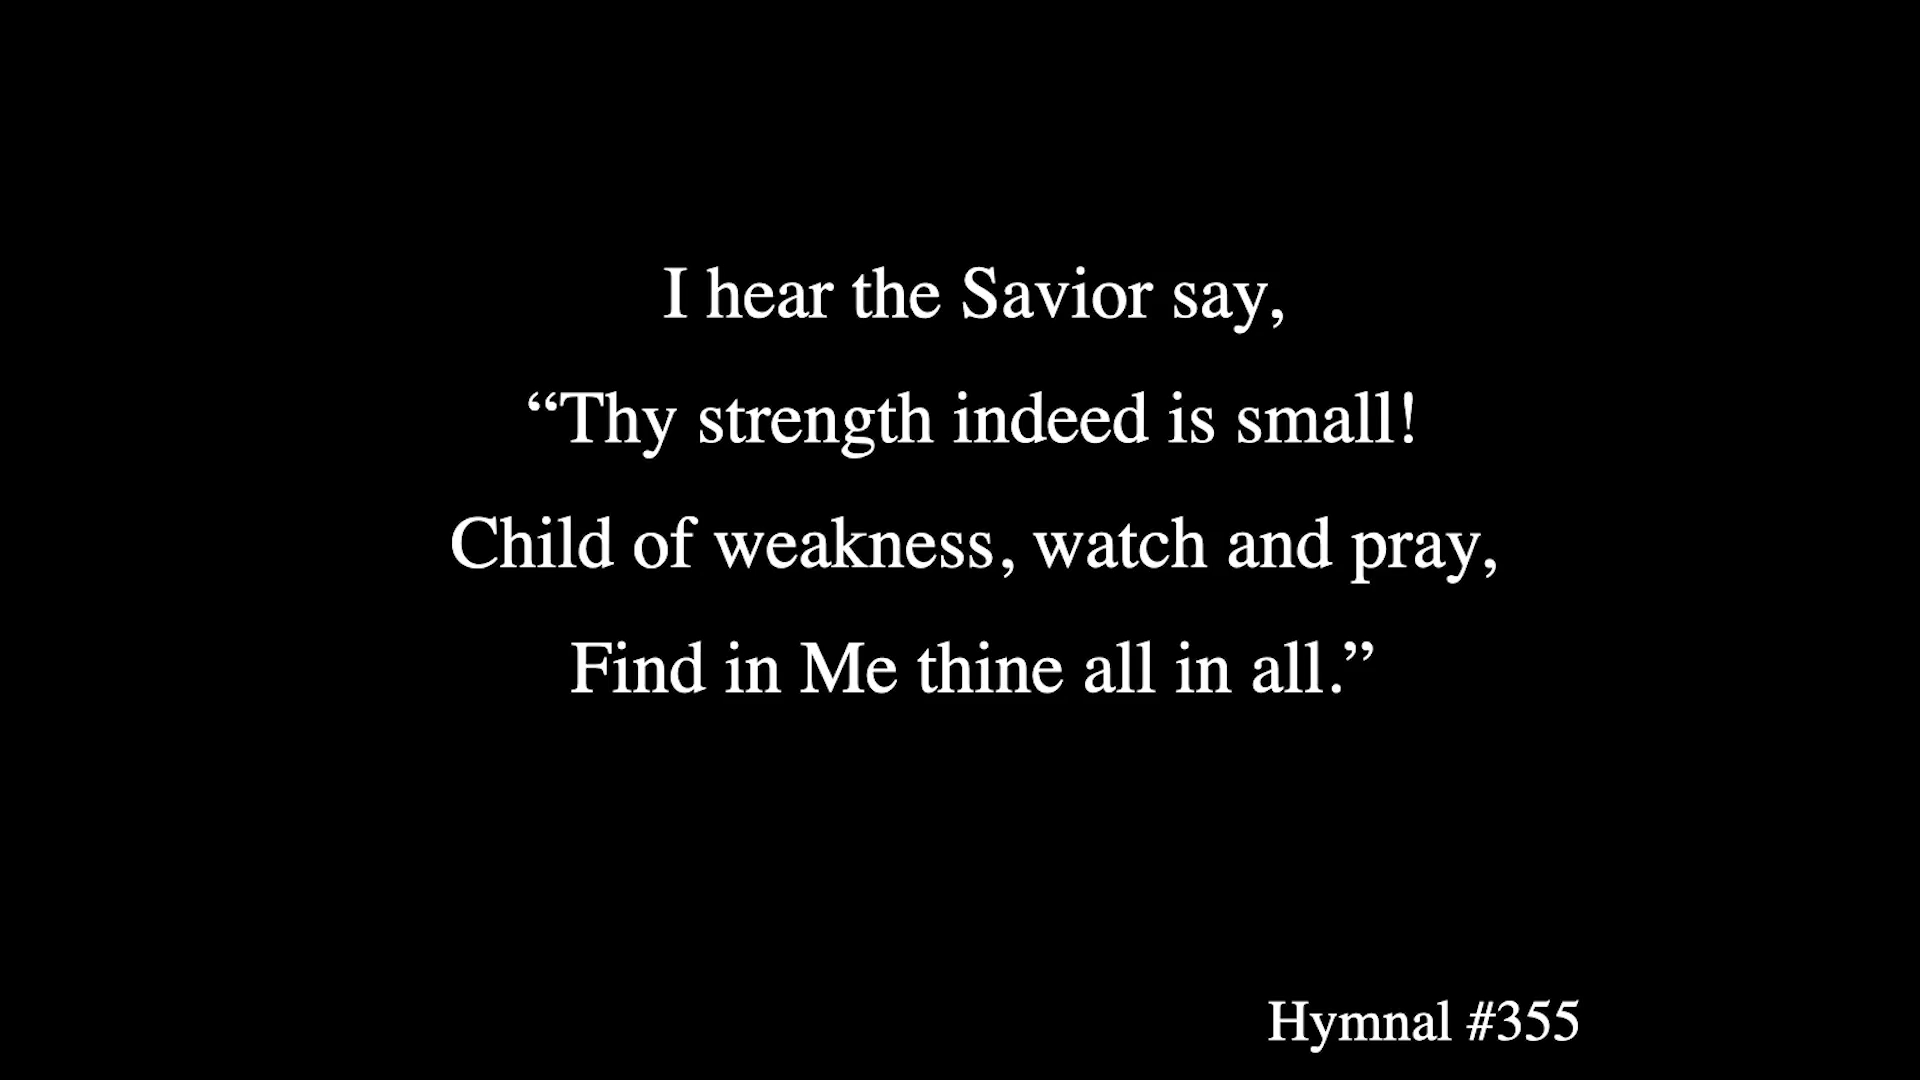 I hear the Savior say,
“Thy strength indeed is small!
Child of weakness, watch and pray,
Find in Me thine all in all.”
Hymnal #355